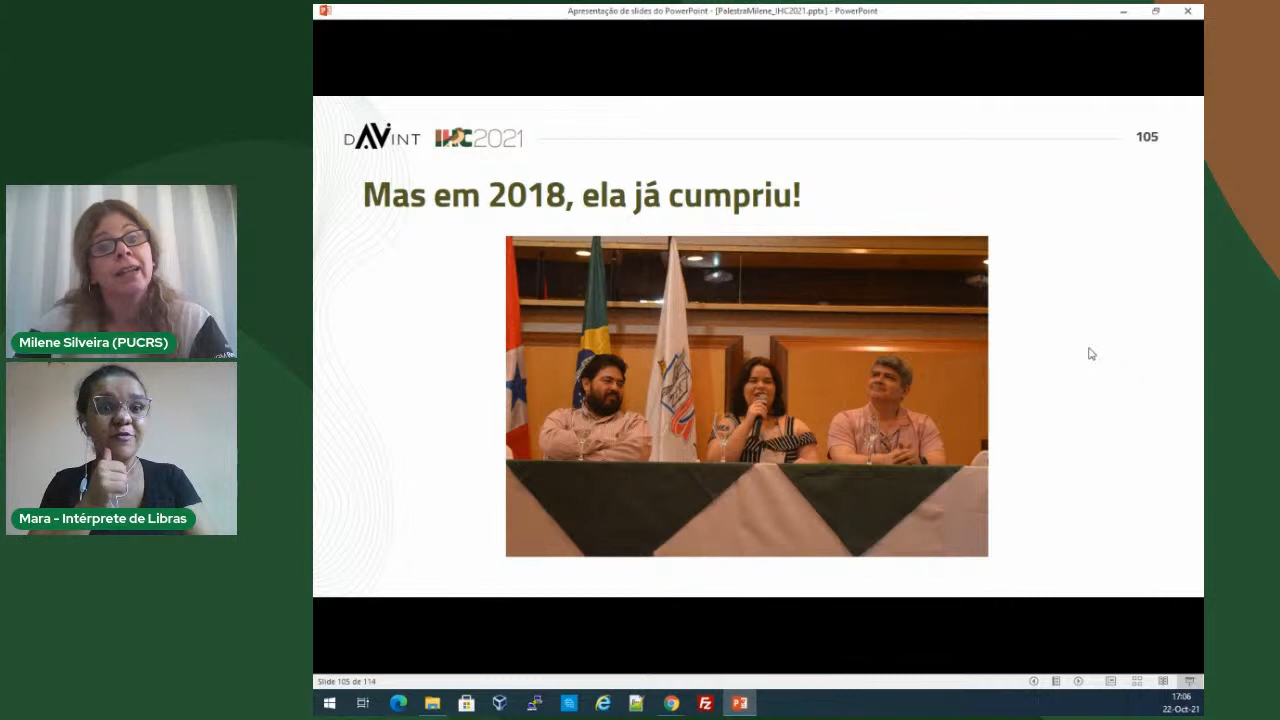 Apresentação de slides do PowerPoint - [PalestraMilene_IHC2021.pptx] - PowerPoint
DAVINT IHC2021
105
Mas em 2018, ela já cumpriu!
Milene Silveira (PUCRS)
Mara - Intérprete de Libras
Slide 105 de 114
17:06
22-Oct-21